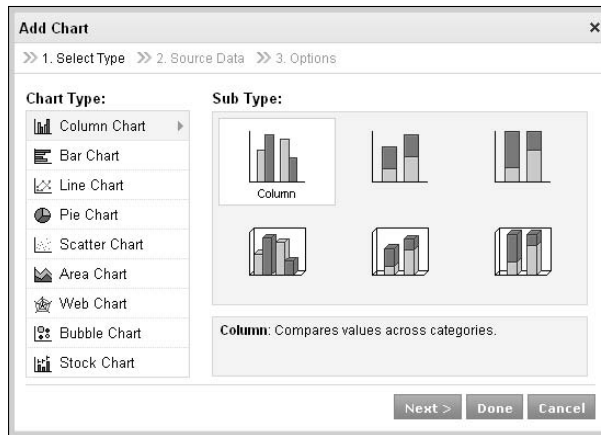 Add Chart
1. Select Type 2. Source Data 3. Options
Chart Type:
Sub Type:
Column Chart
Bar Chart
Line Chart
Pie Chart
Scatter Chart
Area Chart
Web Chart
Bubble Chart
Stock Chart
Column
Column: Compares values across categories.
Next > Done Cancel